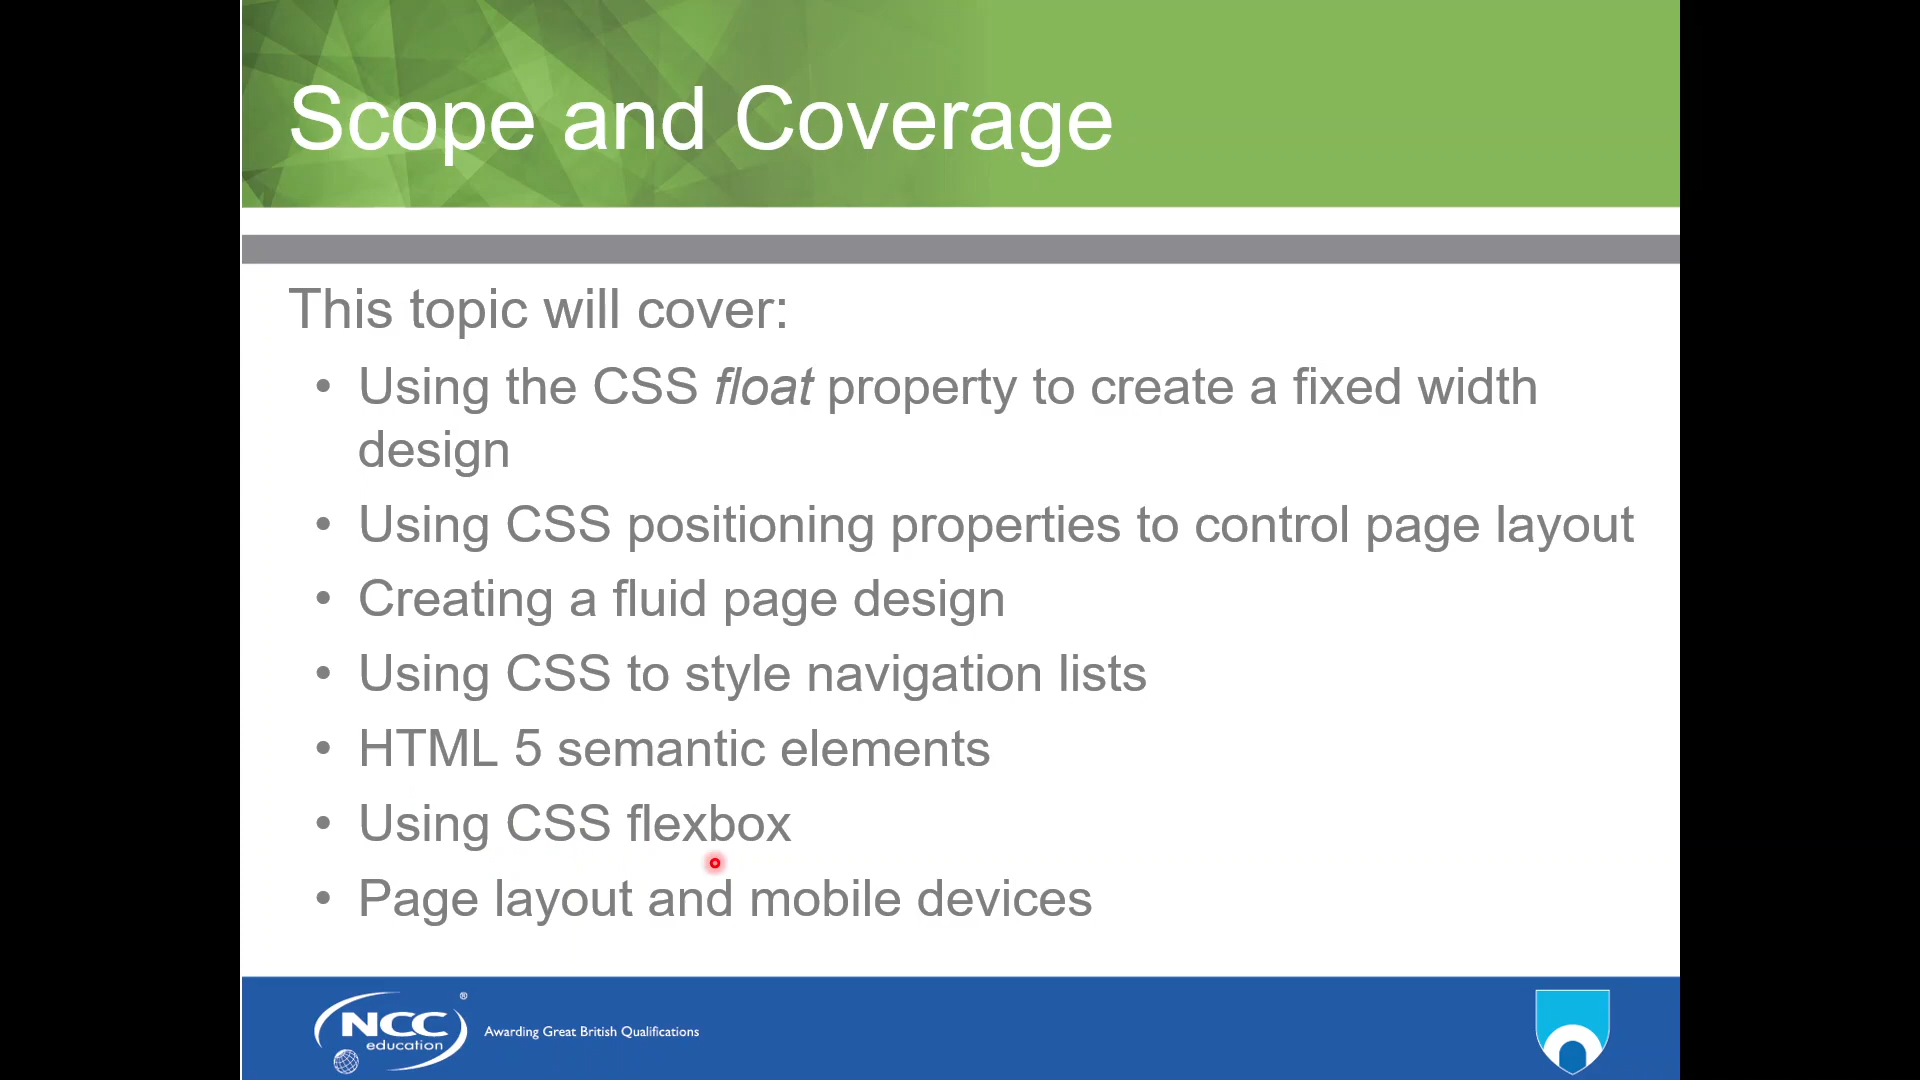 Scope and Coverage
This topic will cover:
• Using the CSS float property to create a fixed width
design
• Using CSS positioning properties to control page layout
• Creating a fluid page design
• Using CSS to style navigation lists
• HTML 5 semantic elements
• Using CSS flexbox
• Page layout and mobile devices
NCC ®
education
Awarding Great British Qualifications